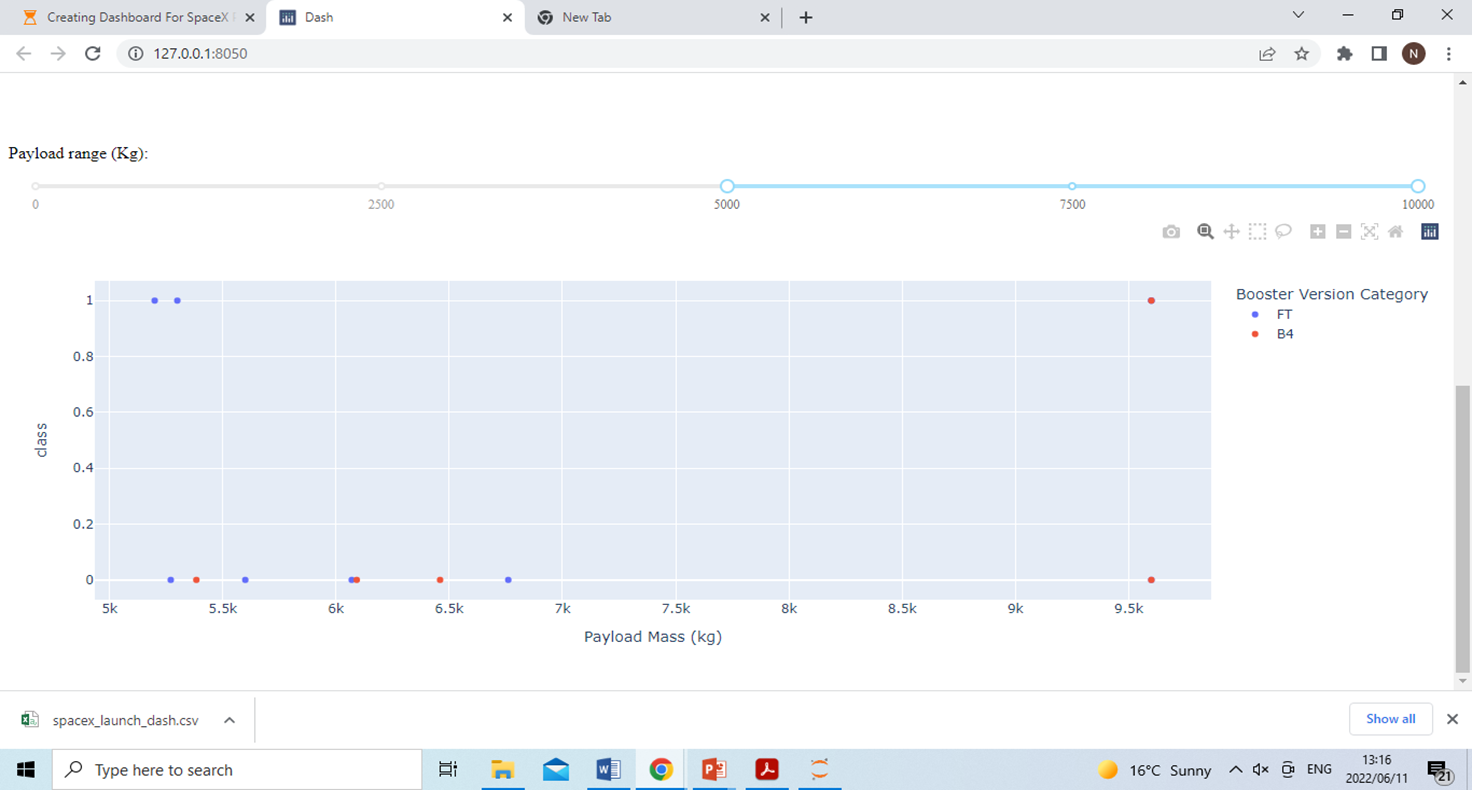 Creating Dashboard For SpaceX
Dash
New Tab
127.0.0.1:8050
N
Payload range (Kg):
0 2500 5000 7500 10000
Booster Version Category
FT
B4
1
0.8
0.6
0.4
0.2
0
class
5k 5.5k 6k 6.5k 7k 7.5k 8k 8.5k 9k 9.5k
Payload Mass (kg)
spacex_launch_dash.csv
Show all
Type here to search
16°C Sunny
ENG
13:16
2022/06/11
21